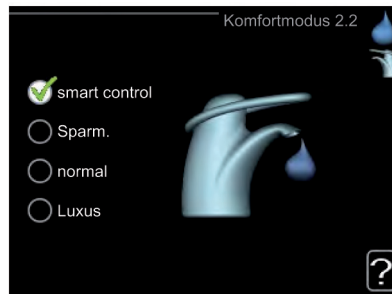 Komfortmodus 2.2
smart control
Sparm.
normal
Luxus
?